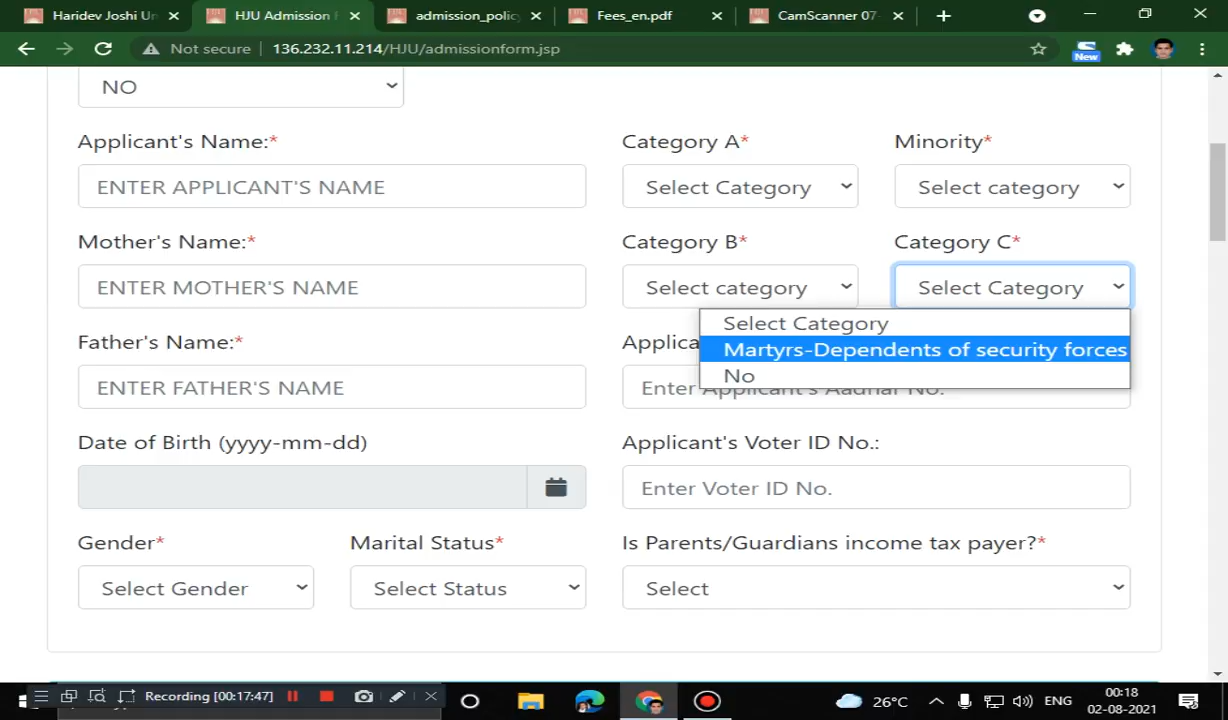 Haridev Joshi Un
HJU Admission F
admission_policy
Fees_en.pdf
CamScanner 07-
Not secure
136.232.11.214/HJU/admissionform.jsp
New
NO
Applicant's Name:*
Category A*
Minority*
ENTER APPLICANT'S NAME
Select Category
Select category
Mother's Name:*
Category B*
Category C*
ENTER MOTHER'S NAME
Select category
Select Category
Select Category
Father's Name:*
Applica
Martyrs-Dependents of security forces
No
ENTER FATHER'S NAME
Enter Applicant's Aadhar No.
Date of Birth (yyyy-mm-dd)
Applicant's Voter ID No.:
Enter Voter ID No.
Gender*
Marital Status*
Is Parents/Guardians income tax payer?*
Select Gender
Select Status
Select
Recording [00:17:47]
26°C
ENG
00:18
02-08-2021